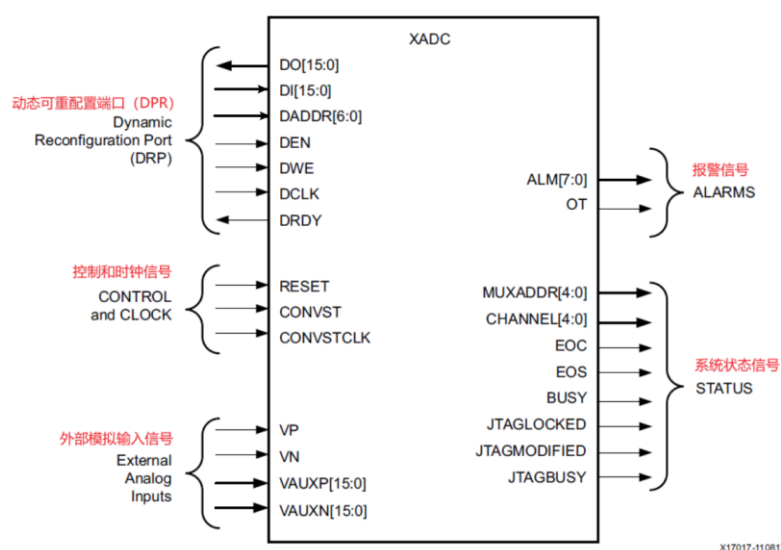 XADC
动态可重配置端口（DPR）
Dynamic
Reconfiguration Port
(DRP)
DO[15:0]
DI[15:0]
DADDR[6:0]
DEN
DWE
DCLK
DRDY
控制和时钟信号
CONTROL
and CLOCK
RESET
CONVST
CONVSTCLK
外部模拟输入信号
External
Analog
Inputs
VP
VN
VAUXP[15:0]
VAUXN[15:0]
ALM[7:0]
OT
报警信号
ALARMS
MUXADDR[4:0]
CHANNEL[4:0]
EOC
EOS
BUSY
JTAGLOCKED
JTAGMODIFIED
JTAGBUSY
系统状态信号
STATUS